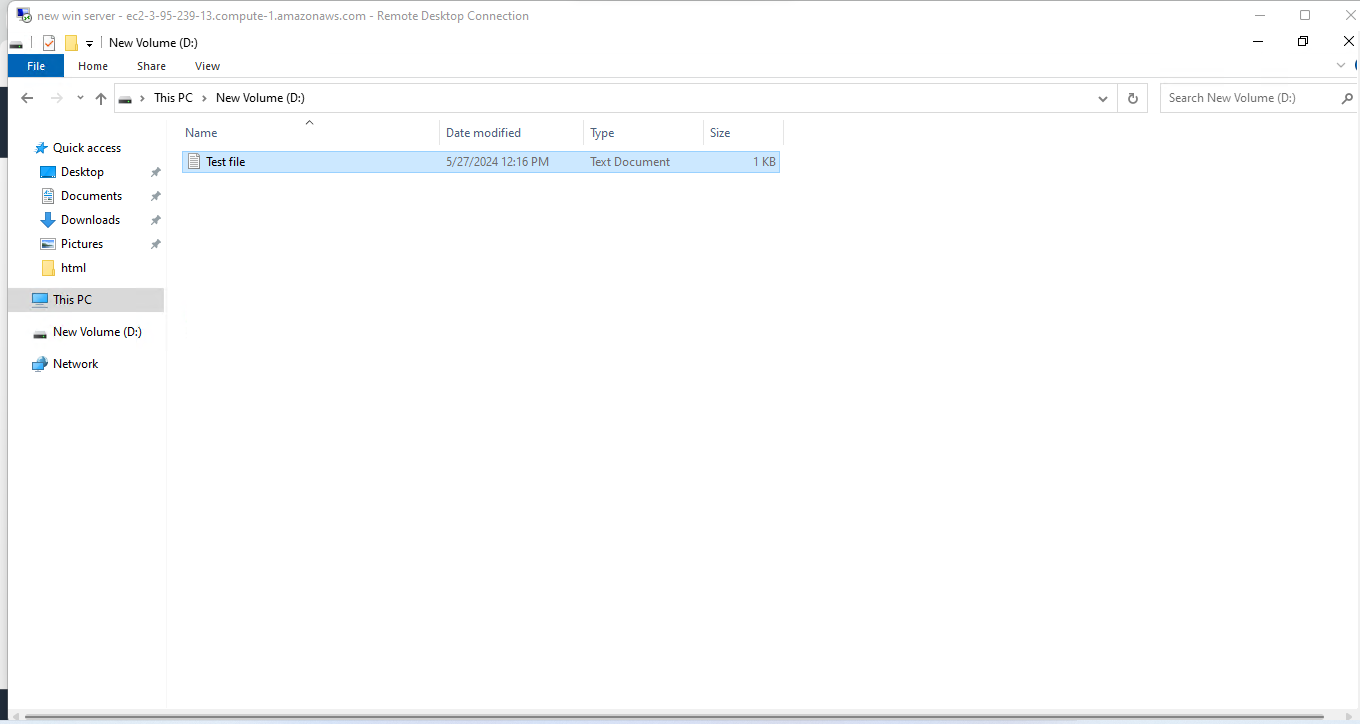 new win server - ec2-3-95-239-13.compute-1.amazonaws.com - Remote Desktop Connection
New Volume (D:)
File Home Share View
This PC New Volume (D:) Search New Volume (D:)
Name Date modified Type Size
Test file 5/27/2024 12:16 PM Text Document 1 KB
Quick access
Desktop
Documents
Downloads
Pictures
html
This PC
New Volume (D:)
Network